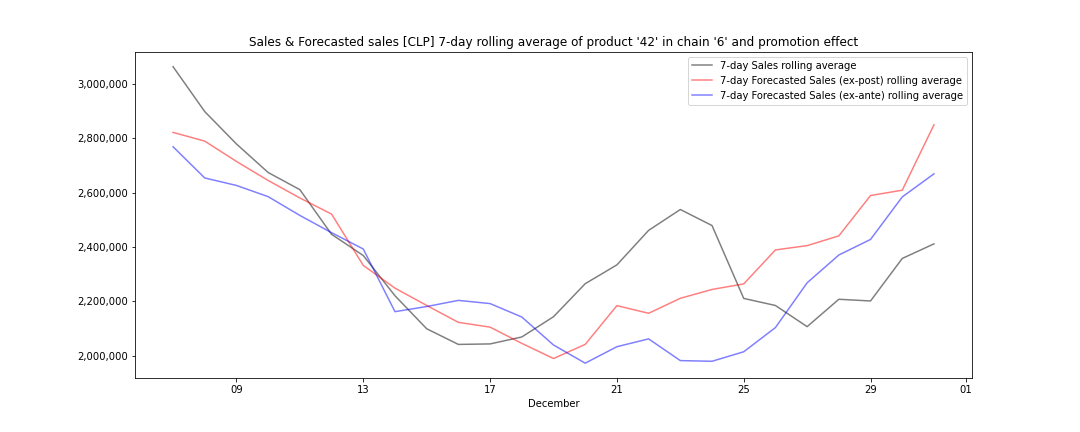 Sales & Forecasted sales [CLP] 7-day rolling average of product '42' in chain '6' and promotion effect
7-day Sales rolling average
7-day Forecasted Sales (ex-post) rolling average
7-day Forecasted Sales (ex-ante) rolling average
3,000,000
2,800,000
2,600,000
2,400,000
2,200,000
2,000,000
09 13 17 21 25 29 01
December